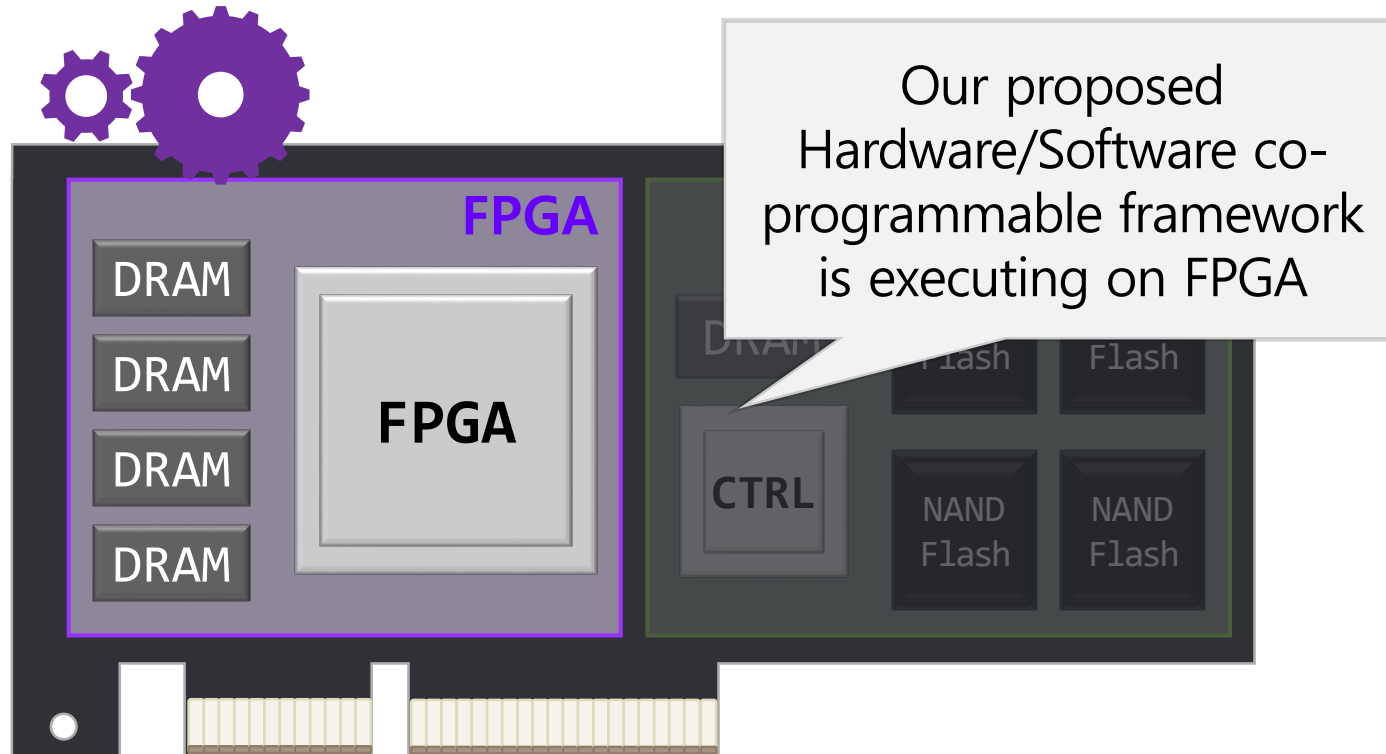 Our proposed
Hardware/Software co-
programmable framework
is executing on FPGA
FPGA
DRAM
DRAM
DRAM
DRAM
FPGA
DRAM
CTRL
Flash
Flash
NAND
Flash
NAND
Flash